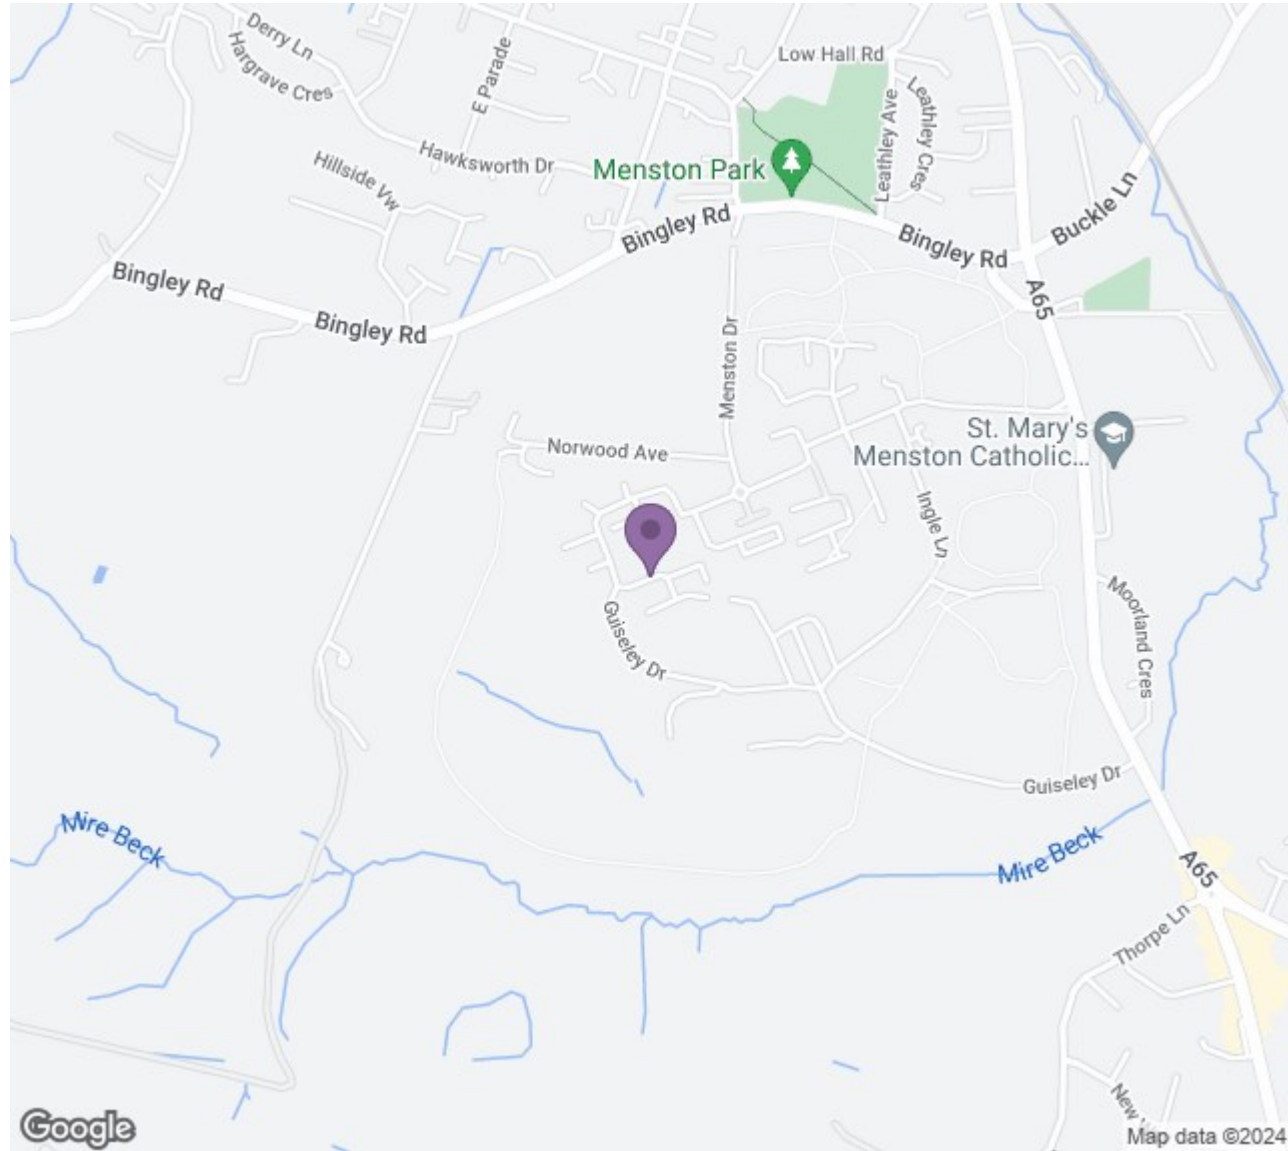 Derry Ln
Hargrave Cres
E Parade
Low Hall Rd
Leathley Ave
Leathley Cres
Hawksworth Dr
Hillside Vw
Menston Park
Bingley Rd
Bingley Rd
Buckle Ln
Bingley Rd
Bingley Rd
A65
Menston Dr
St. Mary's
Menston Catholic...
Norwood Ave
Ingle Ln
Guiseley Dr
Moorland Cres
Guiseley Dr
Mire Beck
Mire Beck
A65
Thorpe Ln
Google
Map data ©2024